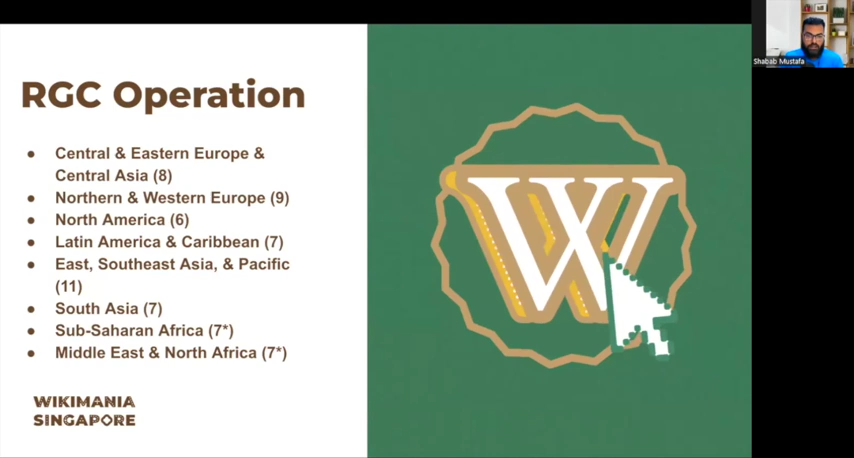 RGC Operation
● Central & Eastern Europe &
Central Asia (8)
● Northern & Western Europe (9)
● North America (6)
● Latin America & Caribbean (7)
● East, Southeast Asia, & Pacific
(11)
● South Asia (7)
● Sub-Saharan Africa (7*)
● Middle East & North Africa (7*)
WIKIMANIA
SINGAPORE
W
Shabab Mustafa